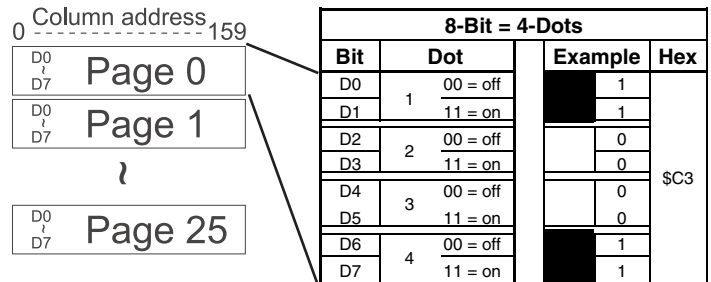 Column address
0 - - - - - - - - - - - - - - 159
D0
~
D7
Page 0
D0
~
D7
Page 1
~
D0
~
D7
Page 25
8-Bit = 4-Dots
Bit Dot Example Hex
D0 1 00 = off 1 $C3
D1 11 = on 1
D2 2 00 = off 0
D3 11 = on 0
D4 3 00 = off 0
D5 11 = on 0
D6 4 00 = off 1
D7 11 = on 1